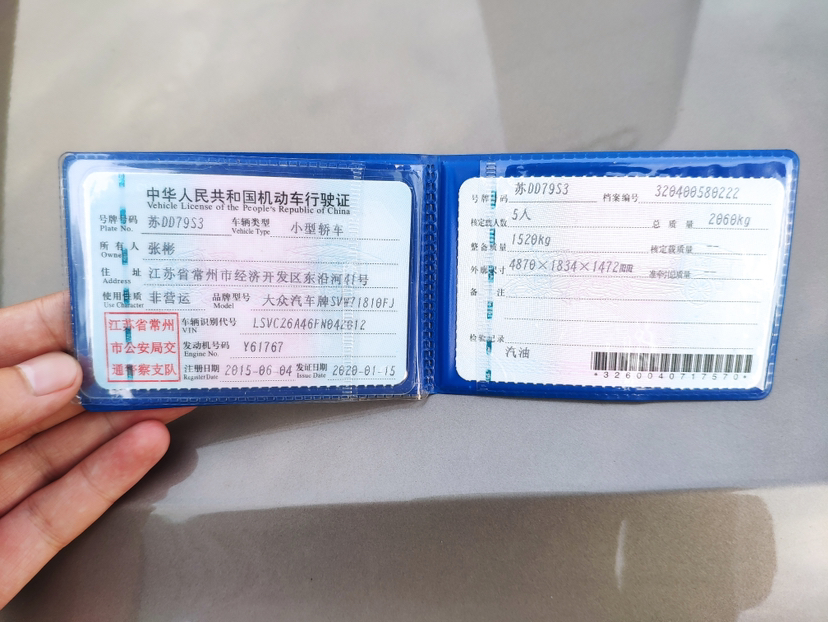 中华人民共和国机动车行驶证
Vehicle License of the People's Republic of China
号牌号码 苏DD79S3 车辆类型 小型轿车
Plate No. Vehicle Type
所有人 张彬
Owner
住址 江苏省常州市经济开发区东沿河41号
Address
使用性质 非营运 品牌型号 大众汽车牌SVW71810FJ
Use Character Model
江苏省常州
市公安局交
通警察支队
车辆识别代号 LSVC26A46FN042012
VIN
发动机号码 Y61767
Engine No.
注册日期 2015-06-04 发证日期 2020-01-15
Register Date Issue Date
号牌号码 苏DD79S3 档案编号 320400580222
核定载人数 5人 总质量 2060kg
整备质量 1520kg 核定载质量 --
外廓尺寸 4870×1834×1472mm 准牵引总质量 --
备注
检验记录
汽油
*3260040717570*